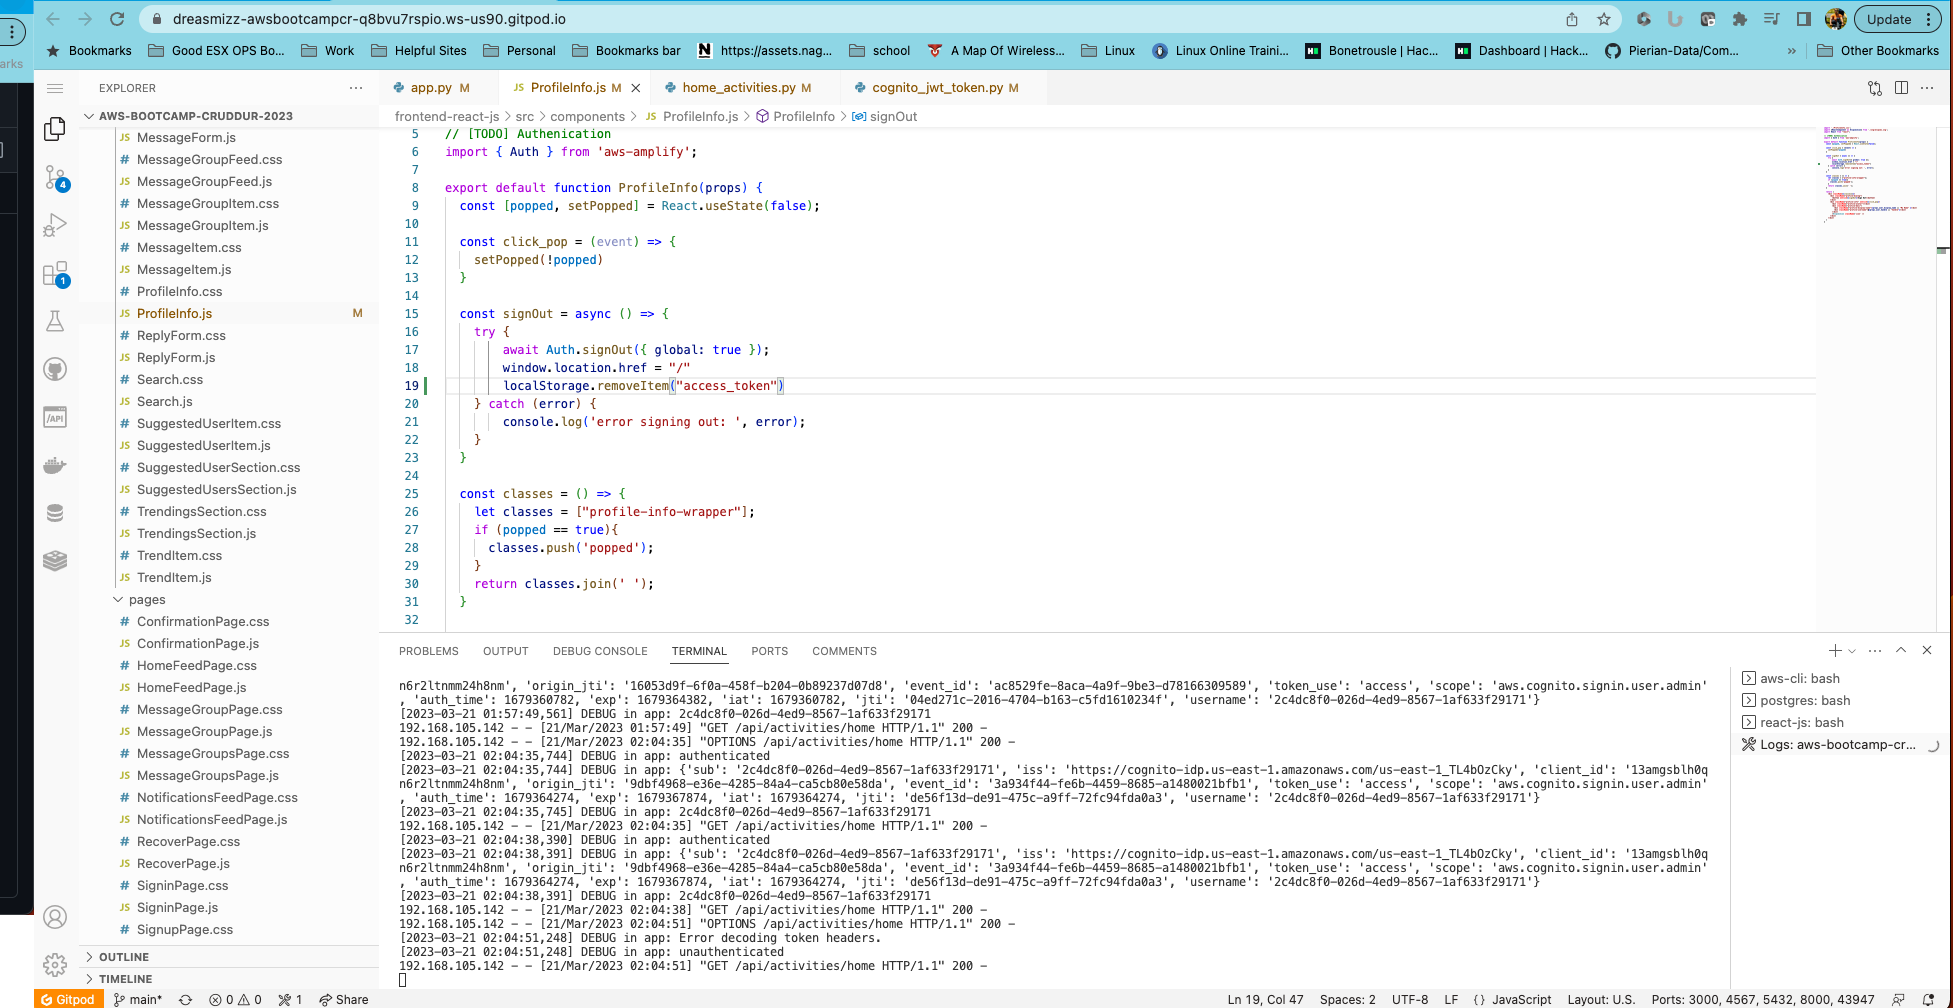 arks
dreasmizz-awsbootcampcr-q8bvu7rspio.ws-us90.gitpod.io
Update
Bookmarks
Good ESX OPS Bo...
Work
Helpful Sites
Personal
Bookmarks bar
https://assets.nag...
school
A Map Of Wireless...
Linux
Linux Online Traini...
Bonetrousle | Hac...
Dashboard | Hack...
Pierian-Data/Com...
»
Other Bookmarks
EXPLORER
AWS-BOOTCAMP-CRUDDUR-2023
JS MessageForm.js
# MessageGroupFeed.css
JS MessageGroupFeed.js
# MessageGroupItem.css
JS MessageGroupItem.js
# MessageItem.css
JS MessageItem.js
# ProfileInfo.css
JS ProfileInfo.js M
# ReplyForm.css
JS ReplyForm.js
# Search.css
JS Search.js
# SuggestedUserItem.css
JS SuggestedUserItem.js
# SuggestedUserSection.css
JS SuggestedUsersSection.js
# TrendingsSection.css
JS TrendingsSection.js
# TrendItem.css
JS TrendItem.js
pages
# ConfirmationPage.css
JS ConfirmationPage.js
# HomeFeedPage.css
JS HomeFeedPage.js
# MessageGroupPage.css
JS MessageGroupPage.js
# MessageGroupsPage.css
JS MessageGroupsPage.js
# NotificationsFeedPage.css
JS NotificationsFeedPage.js
# RecoverPage.css
JS RecoverPage.js
# SigninPage.css
JS SigninPage.js
# SignupPage.css
OUTLINE
TIMELINE
4
1
/API
app.py M
JS ProfileInfo.js M
home_activities.py M
cognito_jwt_token.py M
frontend-react-js > src > components > JS ProfileInfo.js > ProfileInfo > signOut
5 // [TODO] Authenication
6 import { Auth } from 'aws-amplify';
7
8 export default function ProfileInfo(props) {
9 const [popped, setPopped] = React.useState(false);
10
11 const click_pop = (event) => {
12 setPopped(!popped)
13 }
14
15 const signOut = async () => {
16 try {
17 await Auth.signOut({ global: true });
18 window.location.href = "/"
19 localStorage.removeItem("access_token")
20 } catch (error) {
21 console.log('error signing out: ', error);
22 }
23 }
24
25 const classes = () => {
26 let classes = ["profile-info-wrapper"];
27 if (popped == true){
28 classes.push('popped');
29 }
30 return classes.join(' ');
31 }
32
PROBLEMS
OUTPUT
DEBUG CONSOLE
TERMINAL
PORTS
COMMENTS
n6r2ltnmm24h8nm', 'origin_jti': '16053d9f-6f0a-458f-b204-0b89237d07d8', 'event_id': 'ac8529fe-8aca-4a9f-9be3-d78166309589', 'token_use': 'access', 'scope': 'aws.cognito.signin.user.admin'
, 'auth_time': 1679360782, 'exp': 1679364382, 'iat': 1679360782, 'jti': '04ed271c-2016-4704-b163-c5fd1610234f', 'username': '2c4dc8f0-026d-4ed9-8567-1af633f29171'}
[2023-03-21 01:57:49,561] DEBUG in app: 2c4dc8f0-026d-4ed9-8567-1af633f29171
192.168.105.142 - - [21/Mar/2023 01:57:49] "GET /api/activities/home HTTP/1.1" 200 -
192.168.105.142 - - [21/Mar/2023 02:04:35] "OPTIONS /api/activities/home HTTP/1.1" 200 -
[2023-03-21 02:04:35,744] DEBUG in app: authenticated
[2023-03-21 02:04:35,744] DEBUG in app: {'sub': '2c4dc8f0-026d-4ed9-8567-1af633f29171', 'iss': 'https://cognito-idp.us-east-1.amazonaws.com/us-east-1_TL4bOzCky', 'client_id': '13amgsblh0q
n6r2ltnmm24h8nm', 'origin_jti': '9dbf4968-e36e-4285-84a4-ca5cb80e58da', 'event_id': '3a934f44-fe6b-4459-8685-a1480021bfb1', 'token_use': 'access', 'scope': 'aws.cognito.signin.user.admin'
, 'auth_time': 1679364274, 'exp': 1679367874, 'iat': 1679364274, 'jti': 'de56f13d-de91-475c-a9ff-72fc94fda0a3', 'username': '2c4dc8f0-026d-4ed9-8567-1af633f29171'}
[2023-03-21 02:04:35,745] DEBUG in app: 2c4dc8f0-026d-4ed9-8567-1af633f29171
192.168.105.142 - - [21/Mar/2023 02:04:35] "GET /api/activities/home HTTP/1.1" 200 -
[2023-03-21 02:04:38,390] DEBUG in app: authenticated
[2023-03-21 02:04:38,391] DEBUG in app: {'sub': '2c4dc8f0-026d-4ed9-8567-1af633f29171', 'iss': 'https://cognito-idp.us-east-1.amazonaws.com/us-east-1_TL4bOzCky', 'client_id': '13amgsblh0q
n6r2ltnmm24h8nm', 'origin_jti': '9dbf4968-e36e-4285-84a4-ca5cb80e58da', 'event_id': '3a934f44-fe6b-4459-8685-a1480021bfb1', 'token_use': 'access', 'scope': 'aws.cognito.signin.user.admin'
, 'auth_time': 1679364274, 'exp': 1679367874, 'iat': 1679364274, 'jti': 'de56f13d-de91-475c-a9ff-72fc94fda0a3', 'username': '2c4dc8f0-026d-4ed9-8567-1af633f29171'}
[2023-03-21 02:04:38,391] DEBUG in app: 2c4dc8f0-026d-4ed9-8567-1af633f29171
192.168.105.142 - - [21/Mar/2023 02:04:38] "GET /api/activities/home HTTP/1.1" 200 -
192.168.105.142 - - [21/Mar/2023 02:04:51] "OPTIONS /api/activities/home HTTP/1.1" 200 -
[2023-03-21 02:04:51,248] DEBUG in app: Error decoding token headers.
[2023-03-21 02:04:51,248] DEBUG in app: unauthenticated
192.168.105.142 - - [21/Mar/2023 02:04:51] "GET /api/activities/home HTTP/1.1" 200 -
aws-cli: bash
postgres: bash
react-js: bash
Logs: aws-bootcamp-cr...
Gitpod
main*
0
0
1
Share
Ln 19, Col 47
Spaces: 2
UTF-8
LF
{ } JavaScript
Layout: U.S.
Ports: 3000, 4567, 5432, 8000, 43947